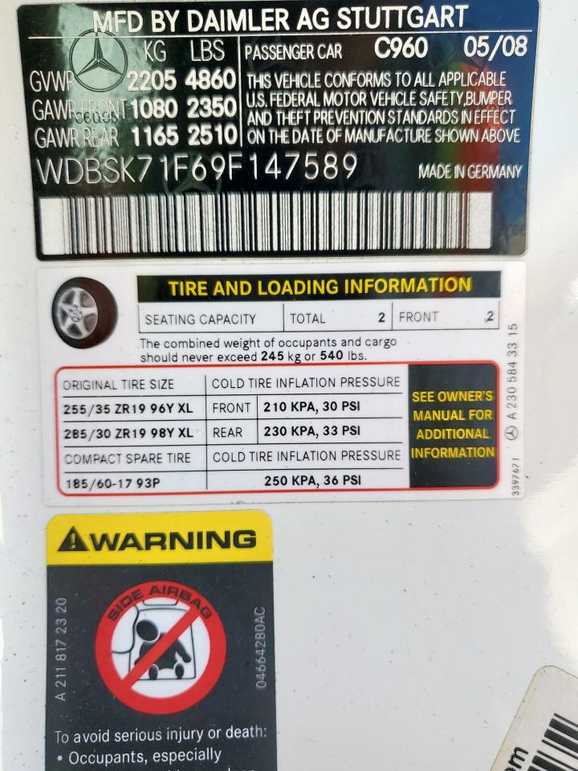 MFD BY DAIMLER AG STUTTGART
KG LBS PASSENGER CAR C960 05/08
GVWR 2205 4860
GAWR FRONT 1080 2350
GAWR REAR 1165 2510
THIS VEHICLE CONFORMS TO ALL APPLICABLE
U.S. FEDERAL MOTOR VEHICLE SAFETY, BUMPER
AND THEFT PREVENTION STANDARDS IN EFFECT
ON THE DATE OF MANUFACTURE SHOWN ABOVE
WDBSK71F69F147589 MADE IN GERMANY
TIRE AND LOADING INFORMATION
SEATING CAPACITY TOTAL 2 FRONT 2
The combined weight of occupants and cargo
should never exceed 245 kg or 540 lbs.
ORIGINAL TIRE SIZE COLD TIRE INFLATION PRESSURE
255/35 ZR19 96Y XL FRONT 210 KPA, 30 PSI
285/30 ZR19 98Y XL REAR 230 KPA, 33 PSI
COMPACT SPARE TIRE COLD TIRE INFLATION PRESSURE
185/60-17 93P 250 KPA, 36 PSI
SEE OWNER'S
MANUAL FOR
ADDITIONAL
INFORMATION
A 230 584 33 15
3397671
WARNING
SIDE AIRBAG
A 211 817 23 20
04664280AC
To avoid serious injury or death:
• Occupants, especially